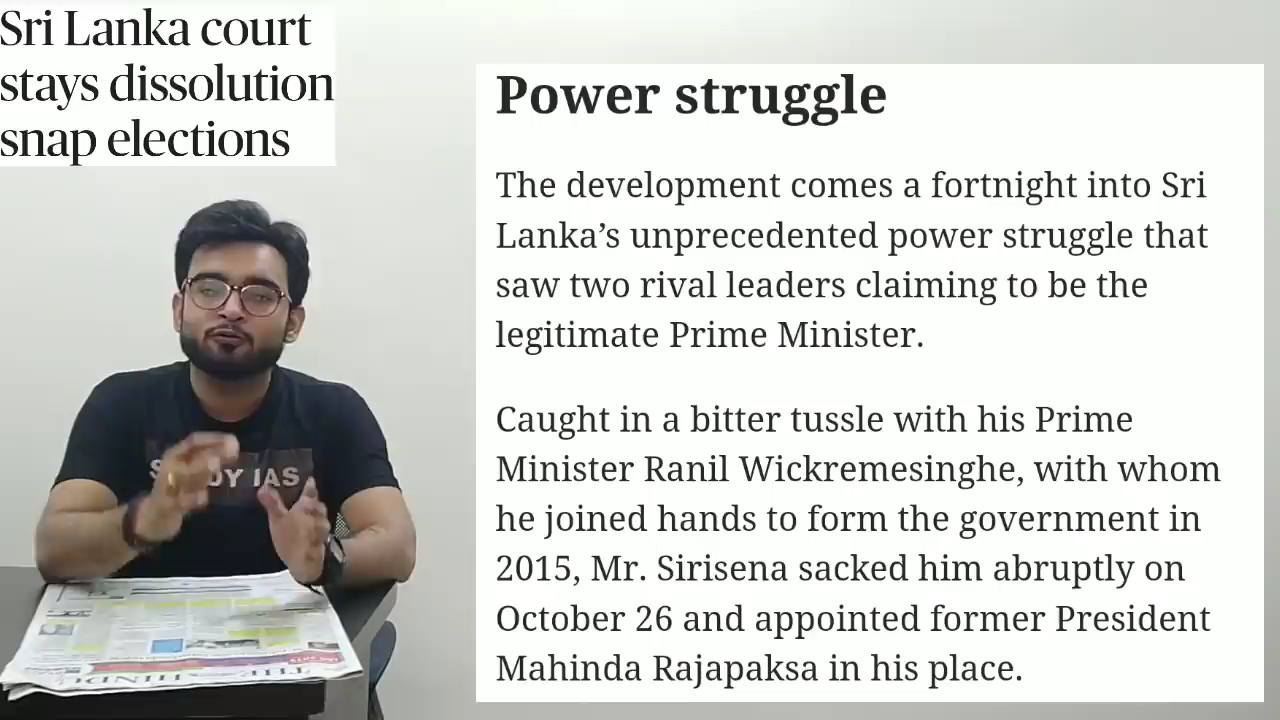 Sri Lanka court
stays dissolution
snap elections
Power struggle
The development comes a fortnight into Sri
Lanka’s unprecedented power struggle that
saw two rival leaders claiming to be the
legitimate Prime Minister.
Caught in a bitter tussle with his Prime
Minister Ranil Wickremesinghe, with whom
he joined hands to form the government in
2015, Mr. Sirisena sacked him abruptly on
October 26 and appointed former President
Mahinda Rajapaksa in his place.
IAS
THE HINDU